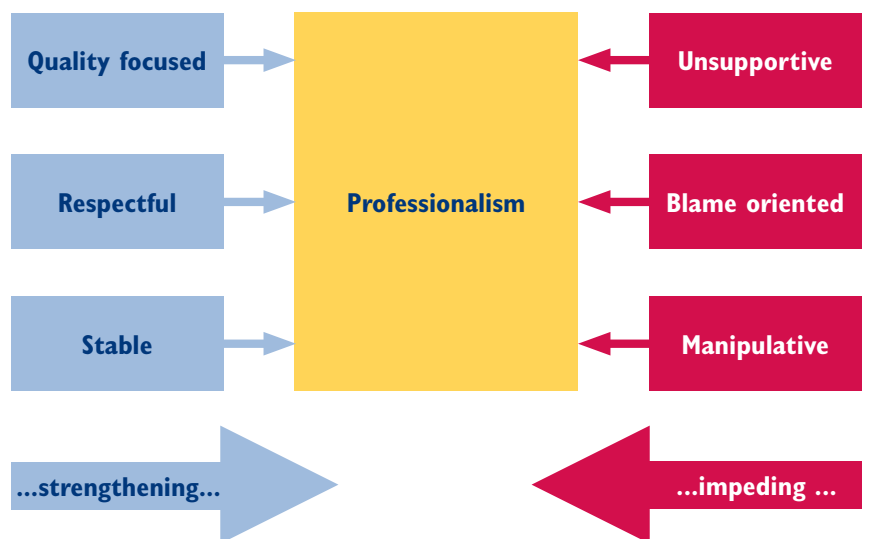 Quality focused
Unsupportive
Respectful
Professionalism
Blame oriented
Stable
Manipulative
...strengthening...
...impeding ...